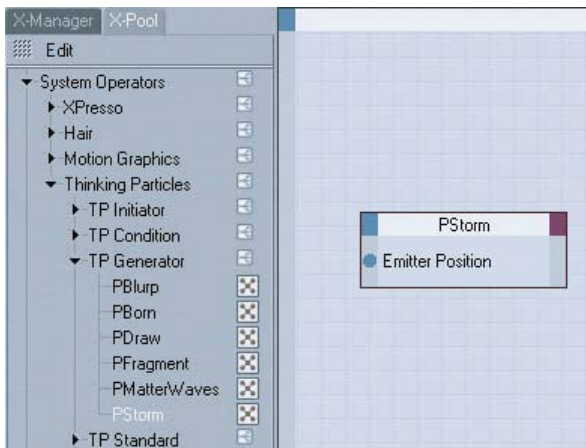 X-Manager X-Pool
Edit
System Operators
XPresso
Hair
Motion Graphics
Thinking Particles
TP Initiator
TP Condition
TP Generator
PBlurp
PBorn
PDraw
PFragment
PMatterWaves
PStorm
TP Standard
PStorm
Emitter Position